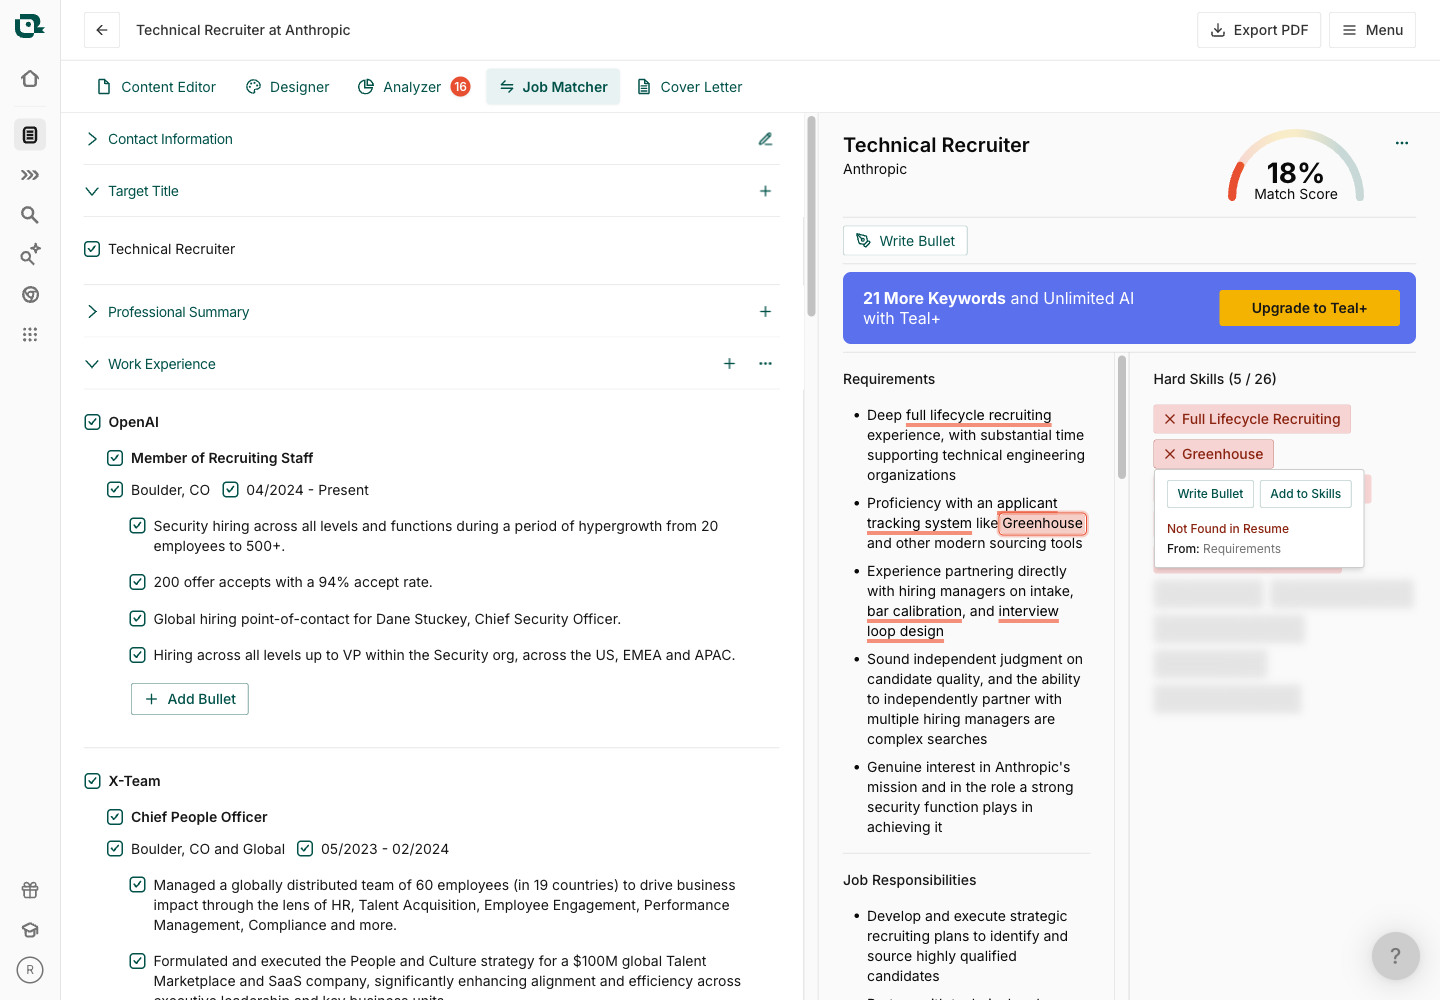 Technical Recruiter at Anthropic
Export PDF
Menu
Content Editor
Designer
Analyzer 16
Job Matcher
Cover Letter
Contact Information
Target Title
Technical Recruiter
Professional Summary
Work Experience
OpenAI
Member of Recruiting Staff
Boulder, CO
04/2024 - Present
Security hiring across all levels and functions during a period of hypergrowth from 20
employees to 500+.
200 offer accepts with a 94% accept rate.
Global hiring point-of-contact for Dane Stuckey, Chief Security Officer.
Hiring across all levels up to VP within the Security org, across the US, EMEA and APAC.
Add Bullet
X-Team
Chief People Officer
Boulder, CO and Global
05/2023 - 02/2024
Managed a globally distributed team of 60 employees (in 19 countries) to drive business
impact through the lens of HR, Talent Acquisition, Employee Engagement, Performance
Management, Compliance and more.
Formulated and executed the People and Culture strategy for a $100M global Talent
Marketplace and SaaS company, significantly enhancing alignment and efficiency across
executive leadership and key business units.
R
Technical Recruiter
Anthropic
18%
Match Score
Write Bullet
21 More Keywords and Unlimited AI
with Teal+
Upgrade to Teal+
Requirements
• Deep full lifecycle recruiting
experience, with substantial time
supporting technical engineering
organizations
• Proficiency with an applicant
tracking system like Greenhouse
and other modern sourcing tools
• Experience partnering directly
with hiring managers on intake,
bar calibration, and interview
loop design
• Sound independent judgment on
candidate quality, and the ability
to independently partner with
multiple hiring managers are
complex searches
• Genuine interest in Anthropic's
mission and in the role a strong
security function plays in
achieving it
Job Responsibilities
• Develop and execute strategic
recruiting plans to identify and
source highly qualified
candidates
Hard Skills (5 / 26)
Full Lifecycle Recruiting
Greenhouse
Write Bullet
Add to Skills
Not Found in Resume
From: Requirements
?